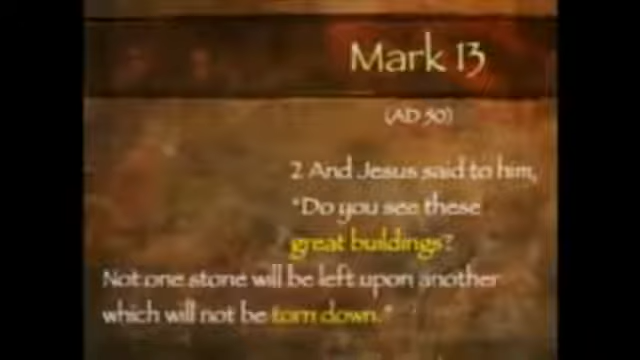 Mark 13
(AD 30)
2 And Jesus said to him,
"Do you see these
great buildings?
Not one stone will be left upon another
which will not be torn down."